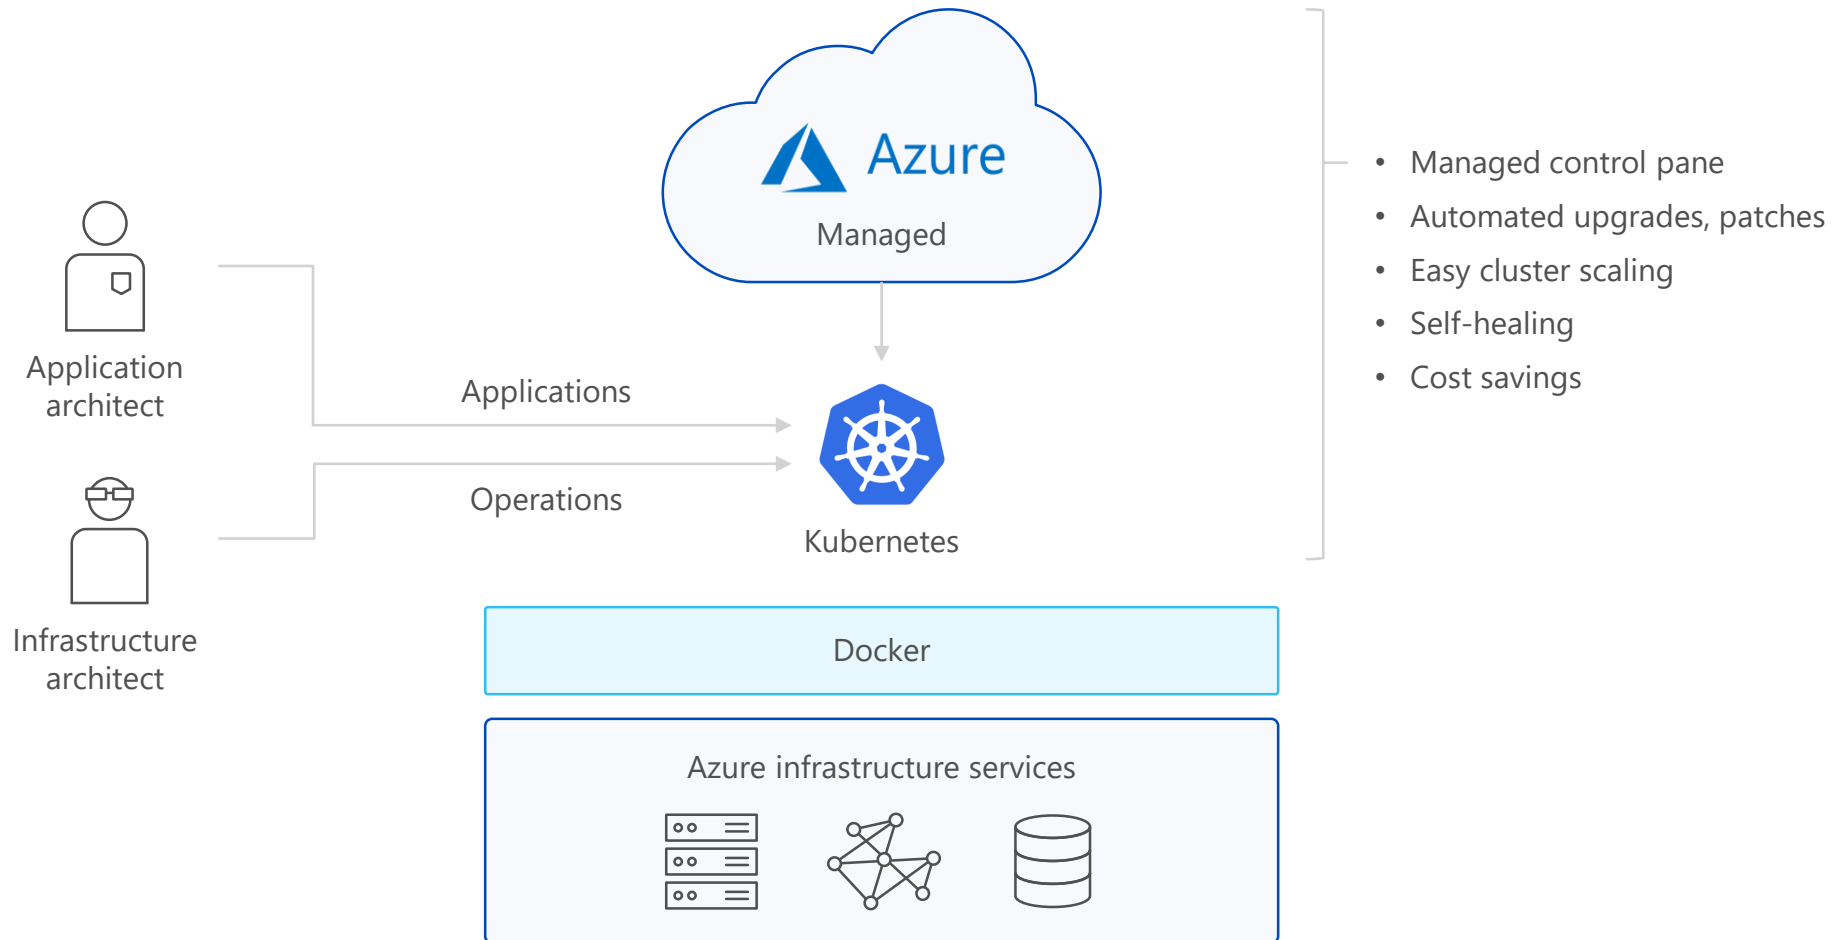 Azure
Managed
Application
architect
Applications
Operations
Kubernetes
Infrastructure
architect
Docker
Azure infrastructure services
• Managed control pane
• Automated upgrades, patches
• Easy cluster scaling
• Self-healing
• Cost savings